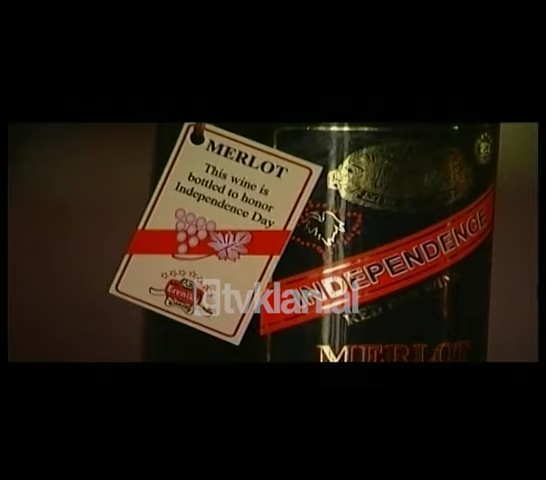 MERLOT
This wine is
bottled to honor
Independence Day
INDEPENDENCE
MERLOT
tvklan.al